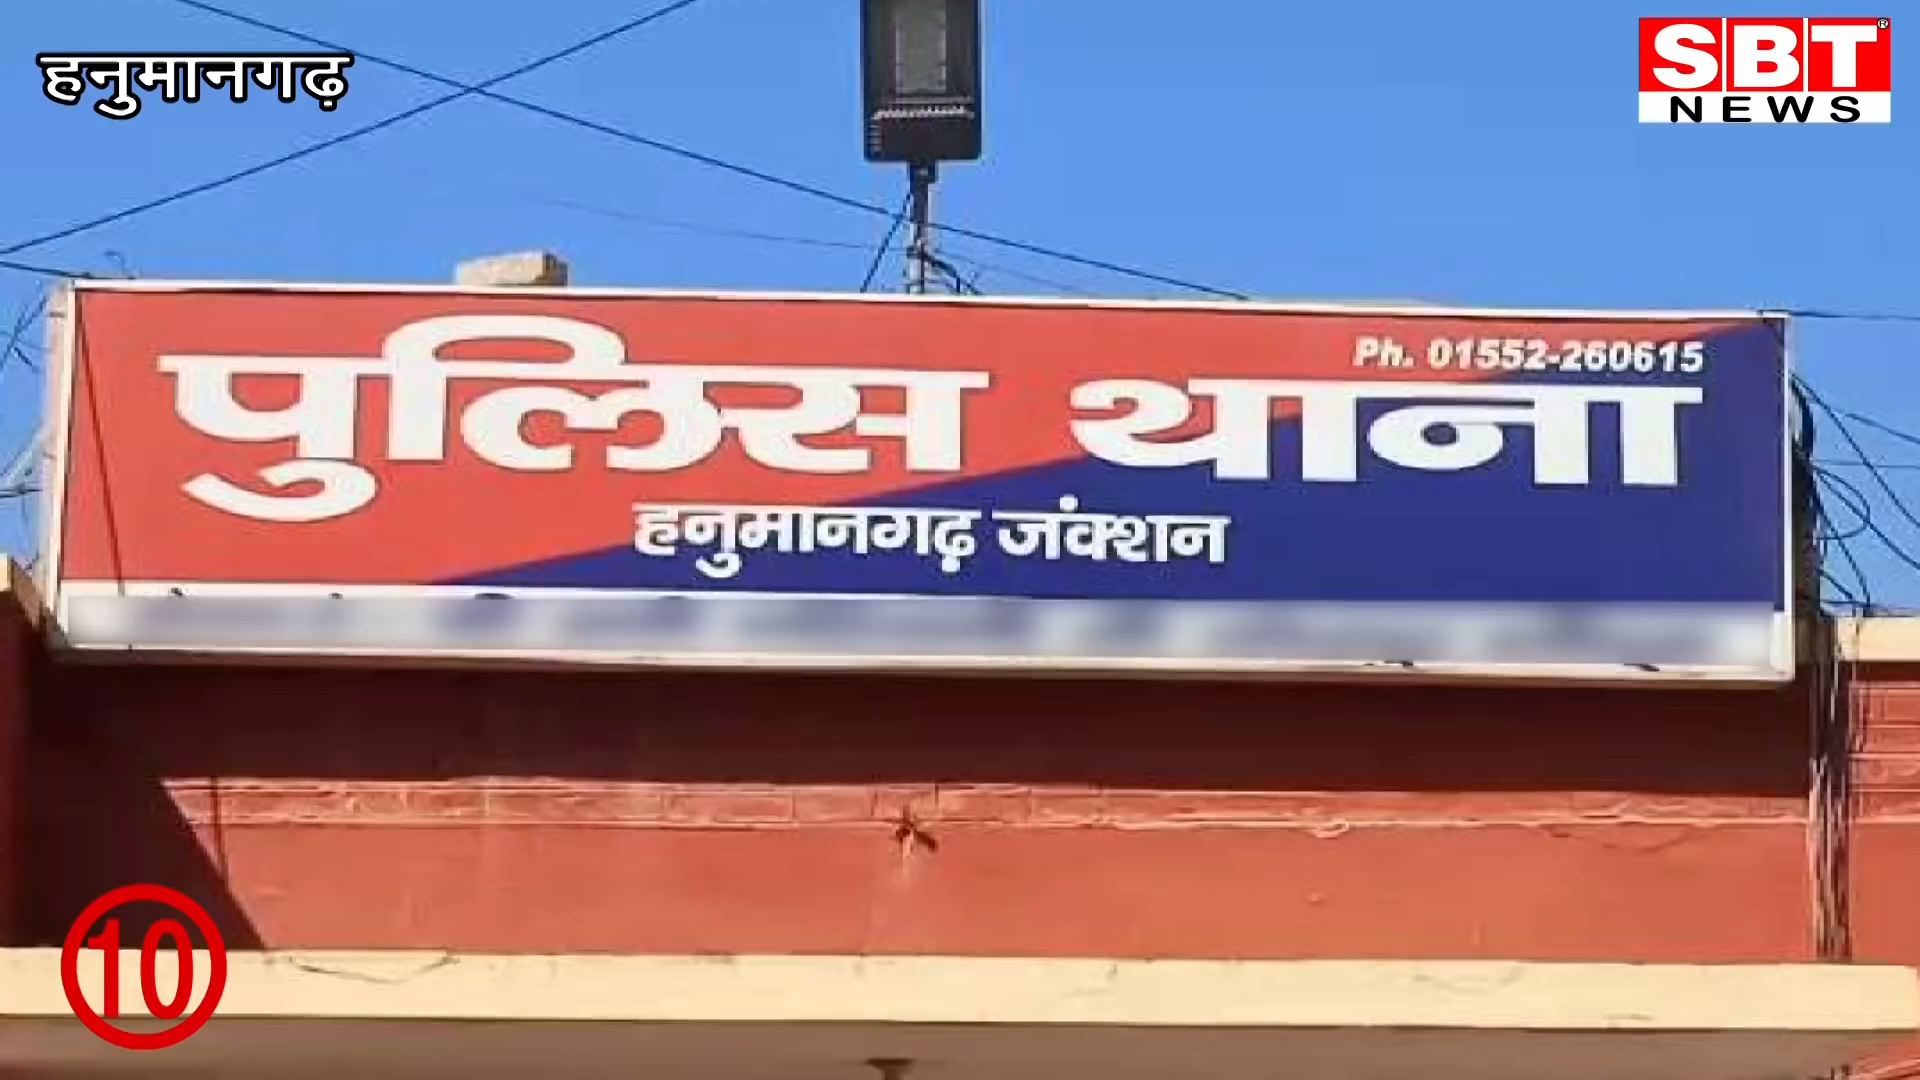 हनुमानगढ़
SBT
NEWS
Ph. 01552-260615
पुलिस थाना
हनुमानगढ़ जंक्शन
10